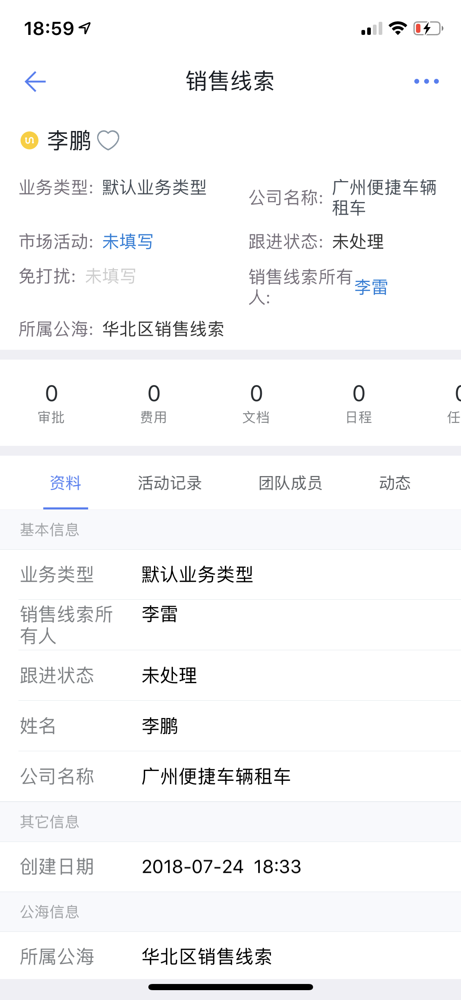 18:59
销售线索
李鹏
业务类型: 默认业务类型
公司名称: 广州便捷车辆
租车
市场活动: 未填写
跟进状态: 未处理
免打扰: 未填写
销售线索所有
人: 李雷
所属公海: 华北区销售线索
0 0 0 0 0
审批 费用 文档 日程 任
资料 活动记录 团队成员 动态
基本信息
业务类型 默认业务类型
销售线索所 李雷
有人
跟进状态 未处理
姓名 李鹏
公司名称 广州便捷车辆租车
其它信息
创建日期 2018-07-24 18:33
公海信息
所属公海 华北区销售线索